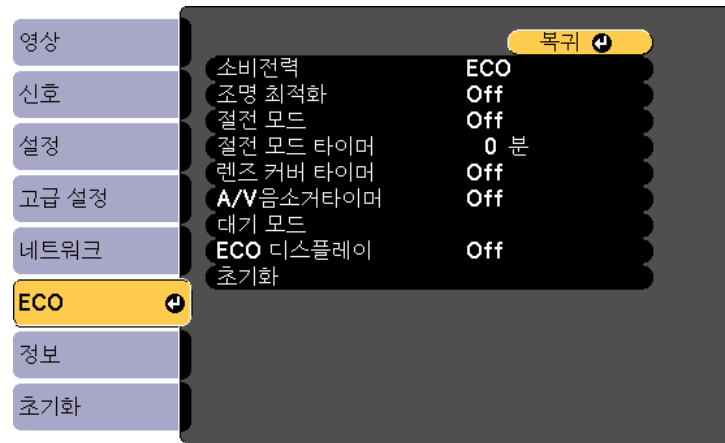 영상
신호
설정
고급 설정
네트워크
ECO
정보
초기화
복귀
소비전력 ECO
조명 최적화 Off
절전 모드 Off
절전 모드 타이머 0 분
렌즈 커버 타이머 Off
A/V음소거타이머 Off
대기 모드
ECO 디스플레이 Off
초기화